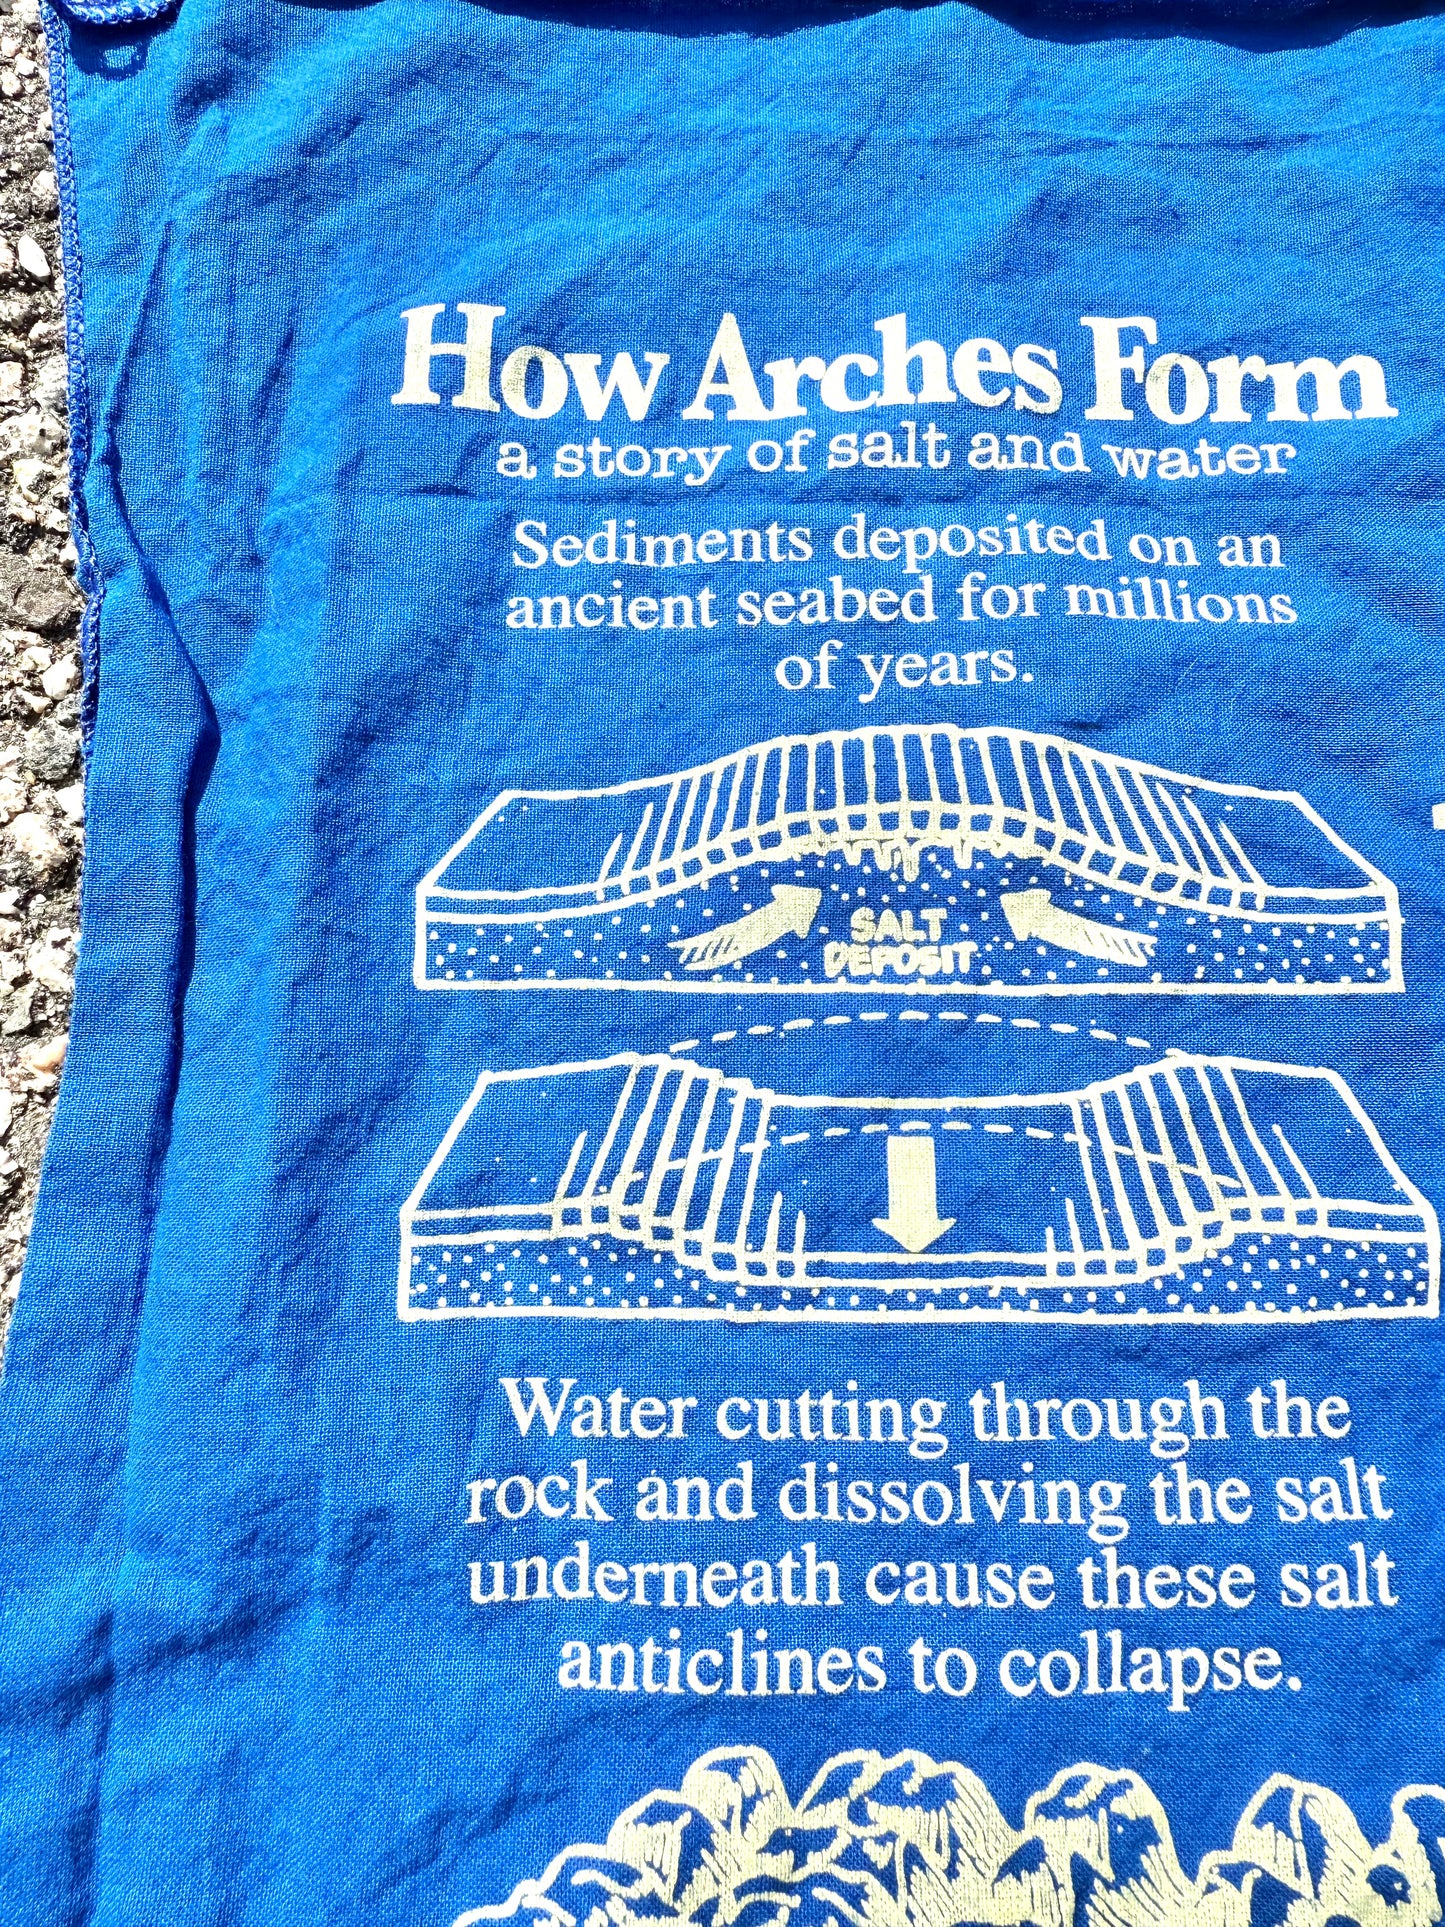 How Arches Form
a story of salt and water
Sediments deposited on an
ancient seabed for millions
of years.
SALT
DEPOSIT
Water cutting through the
rock and dissolving the salt
underneath cause these salt
anticlines to collapse.